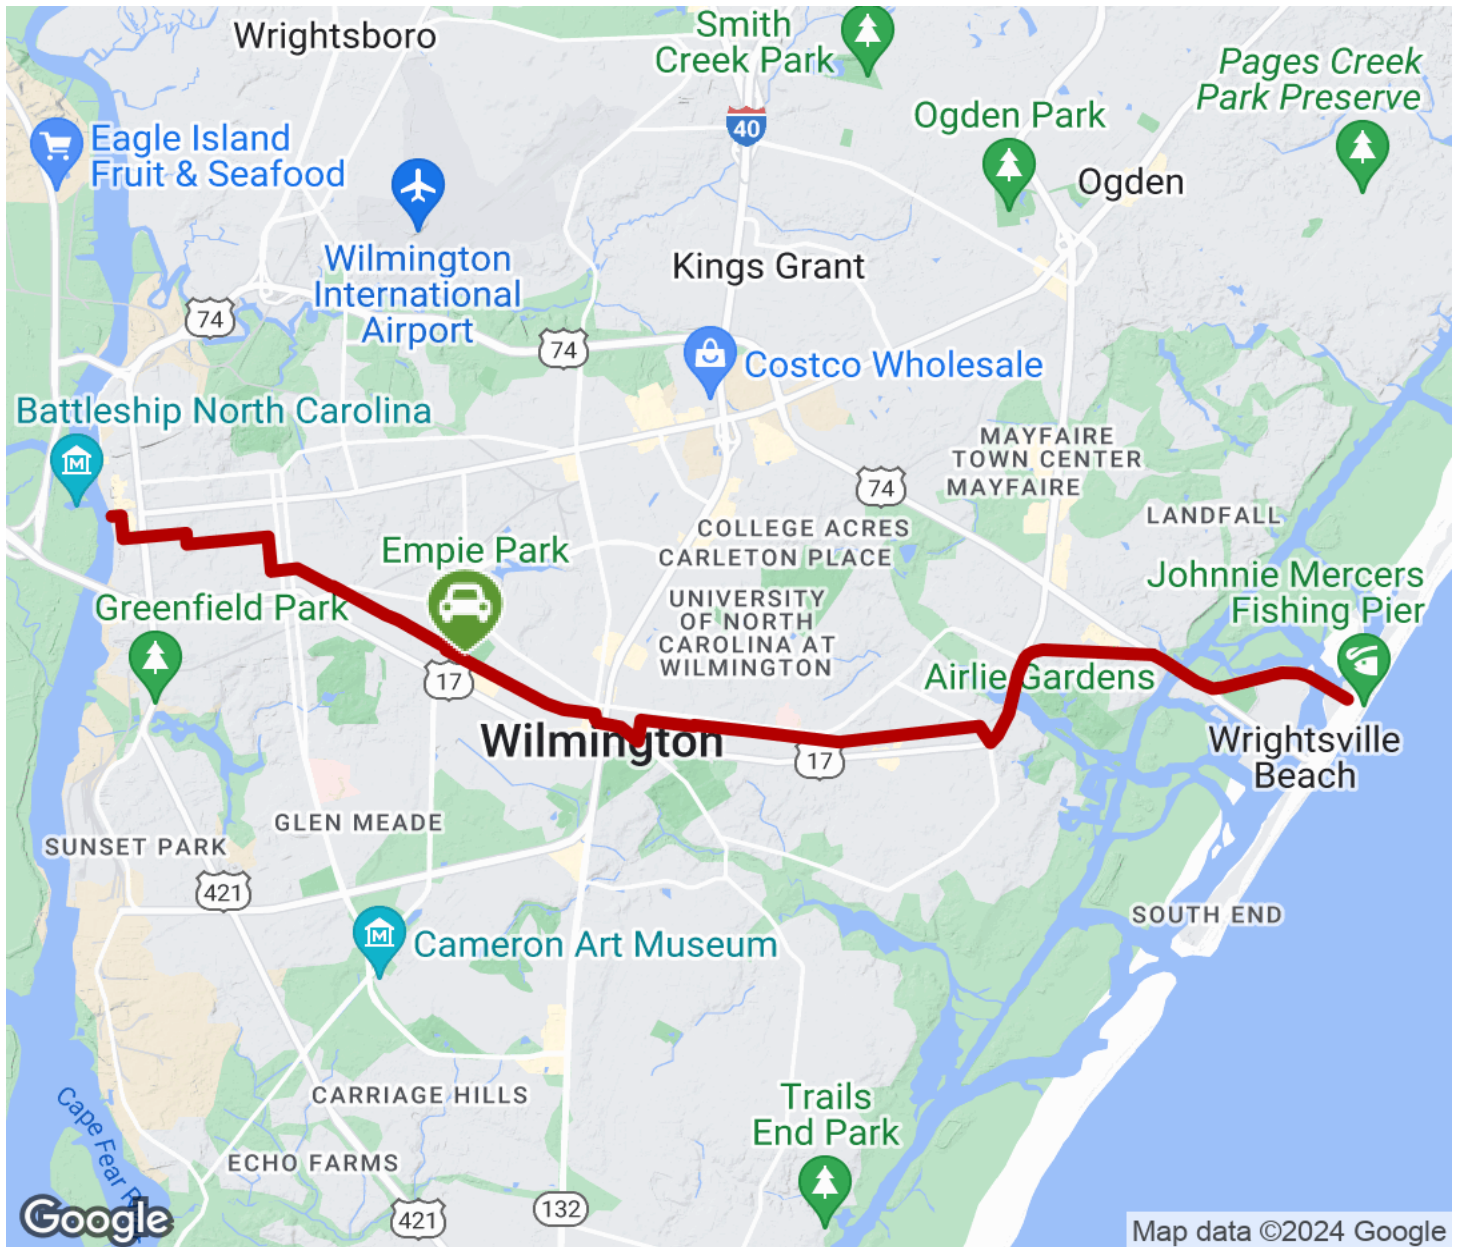 Wrightsboro
Smith
Creek Park
Pages Creek
Park Preserve
40
Ogden Park
Eagle Island
Fruit & Seafood
Ogden
Wilmington
International
Airport
Kings Grant
74
74
Costco Wholesale
Battleship North Carolina
M
MAYFAIRE
TOWN CENTER
MAYFAIRE
74
LANDFALL
COLLEGE ACRES
CARLETON PLACE
Empie Park
Johnnie Mercers
Fishing Pier
Greenfield Park
UNIVERSITY
OF NORTH
CAROLINA AT
WILMINGTON
17
Airlie Gardens
Wilmington
17
Wrightsville
Beach
GLEN MEADE
SUNSET PARK
421
SOUTH END
M
Cameron Art Museum
CARRIAGE HILLS
Trails
End Park
Cape Fear R
ECHO FARMS
421
132
Google
Map data ©2024 Google